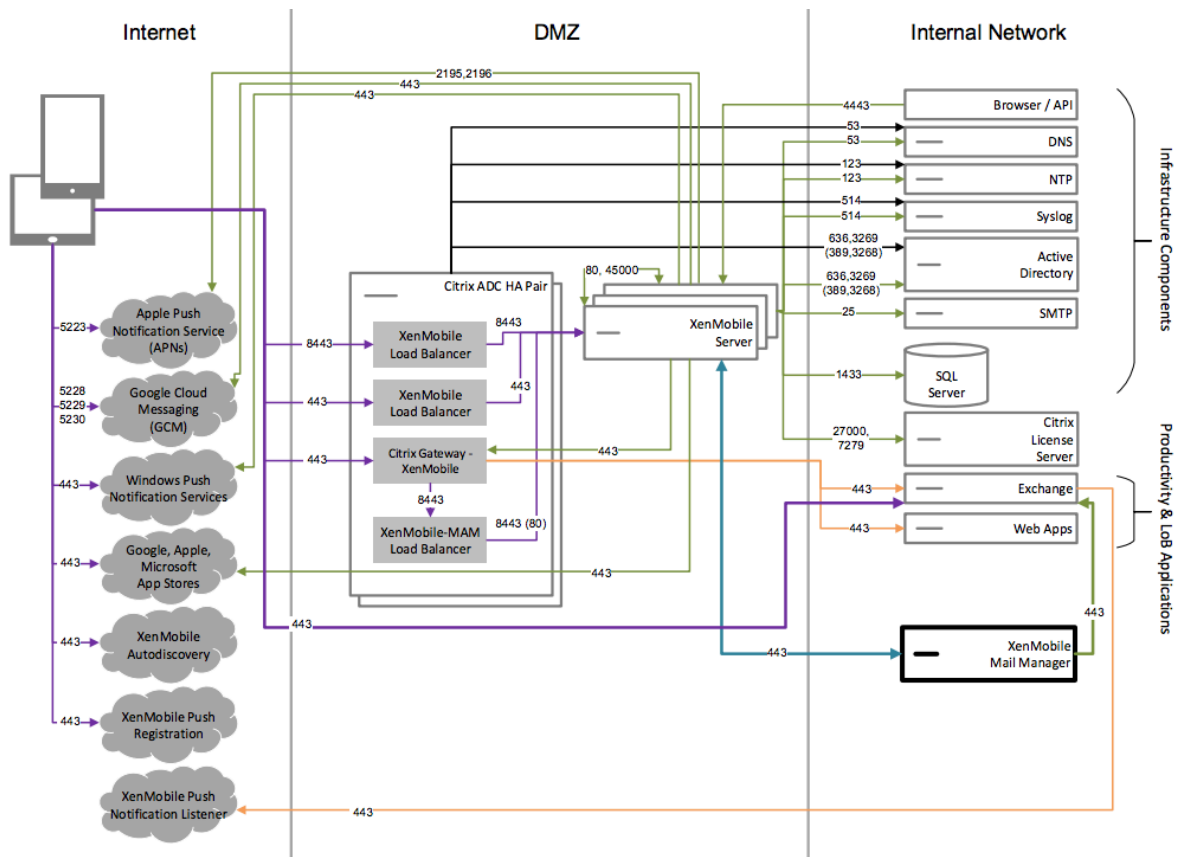 Internet
DMZ
Internal Network
2195,2196
443
443
4443
Browser / API
53
DNS
53
123
NTP
123
514
Syslog
514
636,3269
(389,3268)
Active
Directory
636,3269
(389,3268)
25
SMTP
1433
SQL
Server
27000,
7279
Citrix
License
Server
443
Exchange
443
Web Apps
443
XenMobile
Mail Manager
443
Infrastructure Components
Productivity & LoB Applications
Citrix ADC HA Pair
80, 45000
XenMobile
Server
8443
XenMobile
Load Balancer
8443
443
XenMobile
Load Balancer
443
443
Citrix Gateway -
XenMobile
443
8443
XenMobile-MAM
Load Balancer
8443 (80)
443
443
5223
Apple Push
Notification Service
(APNs)
5228
5229
5230
Google Cloud
Messaging
(GCM)
443
Windows Push
Notification Services
443
Google, Apple,
Microsoft
App Stores
443
XenMobile
Autodiscovery
443
XenMobile Push
Registration
XenMobile Push
Notification Listener
443